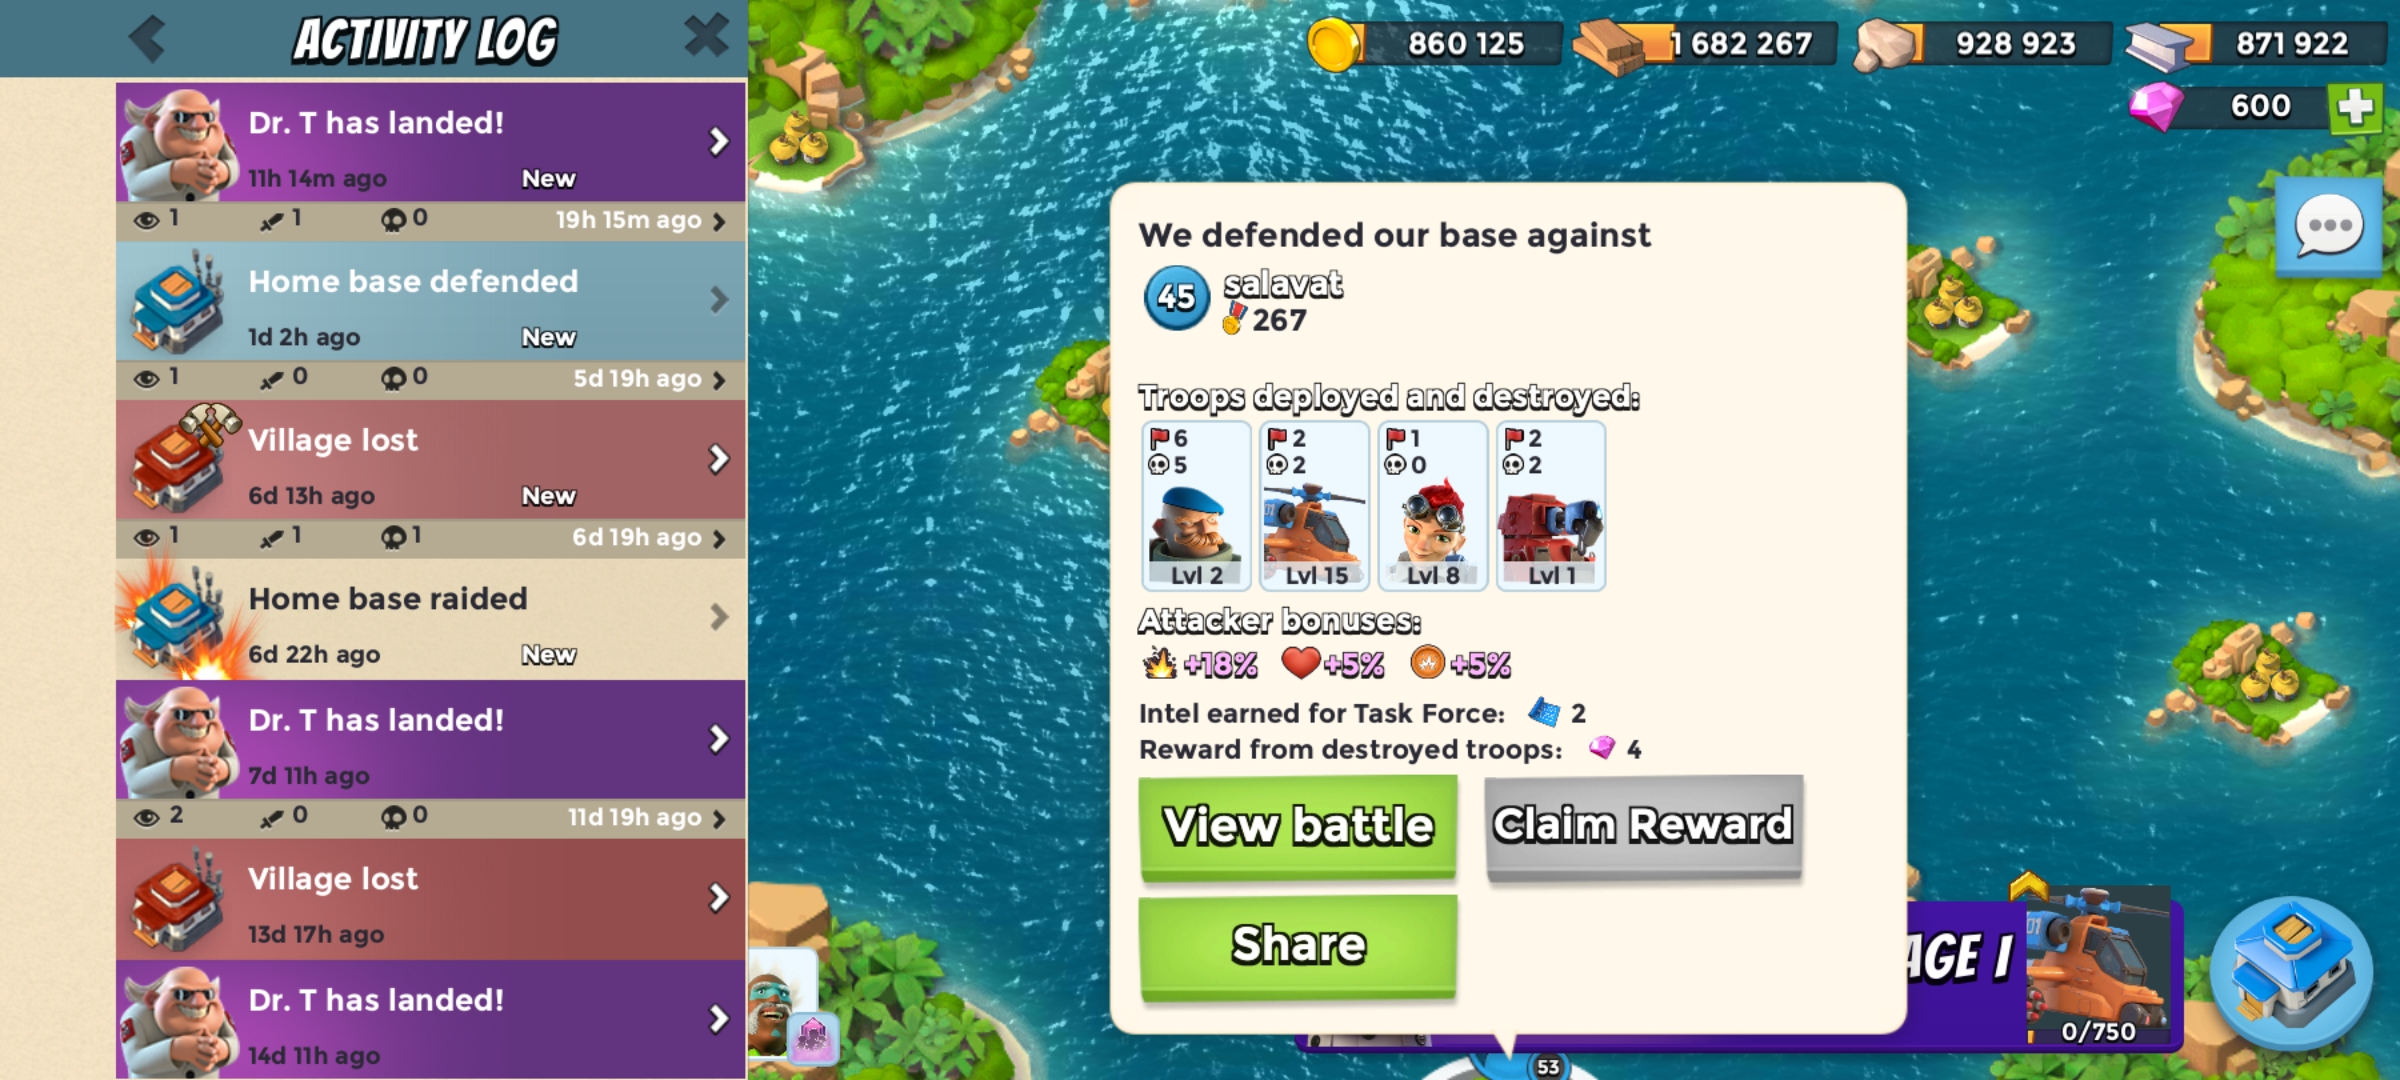 ACTIVITY LOG
Dr. T has landed!
11h 14m ago New
1 1 0 19h 15m ago
Home base defended
1d 2h ago New
1 0 0 5d 19h ago
Village lost
6d 13h ago New
1 1 1 6d 19h ago
Home base raided
6d 22h ago New
Dr. T has landed!
7d 11h ago
2 0 0 11d 19h ago
Village lost
13d 17h ago
Dr. T has landed!
14d 11h ago
860 125 1 682 267 928 923 871 922
600
We defended our base against
45 salavat
267
Troops deployed and destroyed:
6 2 1 2
5 2 0 2
Lvl 2 Lvl 15 Lvl 8 Lvl 1
Attacker bonuses:
+18% +5% +5%
Intel earned for Task Force: 2
Reward from destroyed troops: 4
View battle Claim Reward
Share
AGE I
01
0/750
53